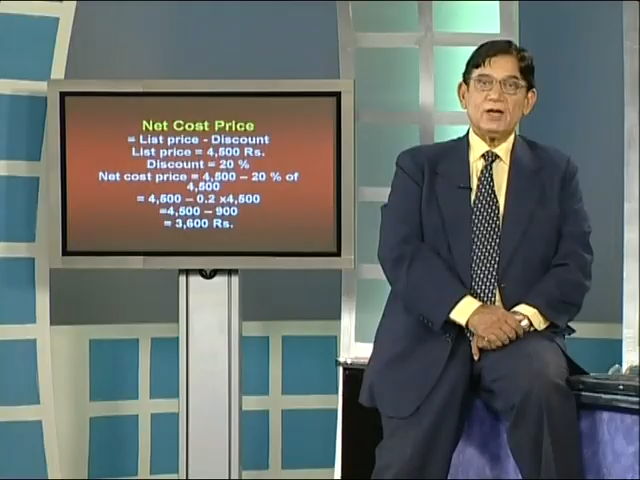 Net Cost Price
= List price - Discount
List price = 4,500 Rs.
Discount = 20 %
Net cost price = 4,500 – 20 % of
4,500
= 4,500 – 0.2 x4,500
=4,500 – 900
= 3,600 Rs.